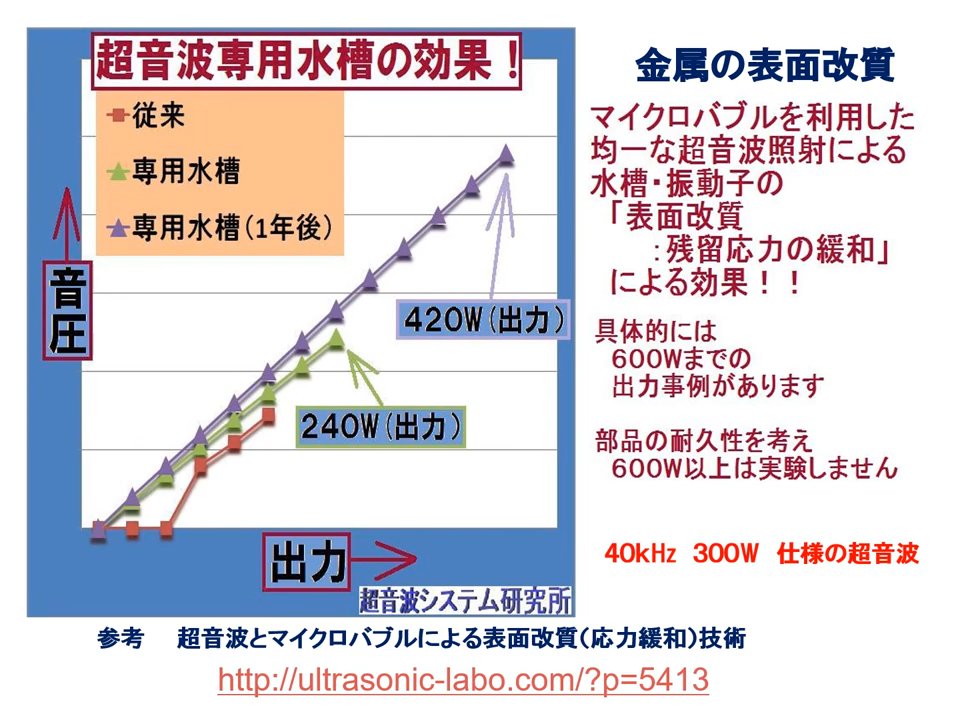 超音波専用水槽の効果！
従来
専用水槽
専用水槽(1年後)
音圧
420W(出力)
240W(出力)
出力
超音波システム研究所
金属の表面改質
マイクロバブルを利用した
均一な超音波照射による
水槽・振動子の
「表面改質
：残留応力の緩和」
による効果！！
具体的には
600Wまでの
出力事例があります
部品の耐久性を考え
600W以上は実験しません
40kHz 300W 仕様の超音波
参考 超音波とマイクロバブルによる表面改質（応力緩和）技術
http://ultrasonic-labo.com/?p=5413